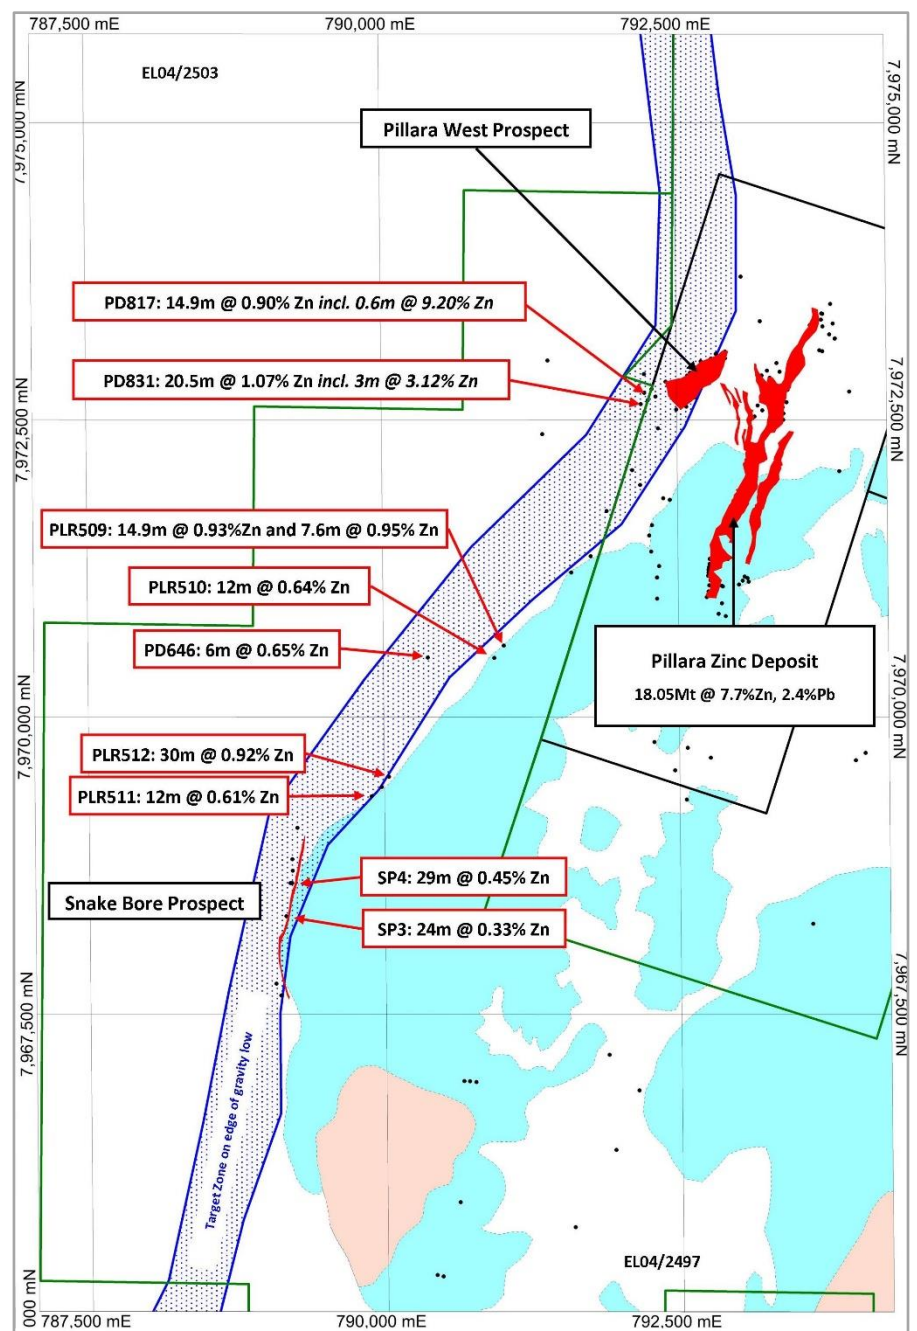 787,500 mE
790,000 mE
792,500 mE
7,975,000 mN
7,975,000 mN
EL04/2503
Pillara West Prospect
PD817: 14.9m @ 0.90% Zn incl. 0.6m @ 9.20% Zn
PD831: 20.5m @ 1.07% Zn incl. 3m @ 3.12% Zn
7,972,500 mN
7,972,500 mN
PLR509: 14.9m @ 0.93%Zn and 7.6m @ 0.95% Zn
PLR510: 12m @ 0.64% Zn
PD646: 6m @ 0.65% Zn
Pillara Zinc Deposit
18.05Mt @ 7.7%Zn, 2.4%Pb
7,970,000 mN
7,970,000 mN
PLR512: 30m @ 0.92% Zn
PLR511: 12m @ 0.61% Zn
SP4: 29m @ 0.45% Zn
Snake Bore Prospect
SP3: 24m @ 0.33% Zn
7,967,500 mN
7,967,500 mN
Target Zone on edge of gravity low
EL04/2497
000 mN
787,500 mE
790,000 mE
792,500 mE